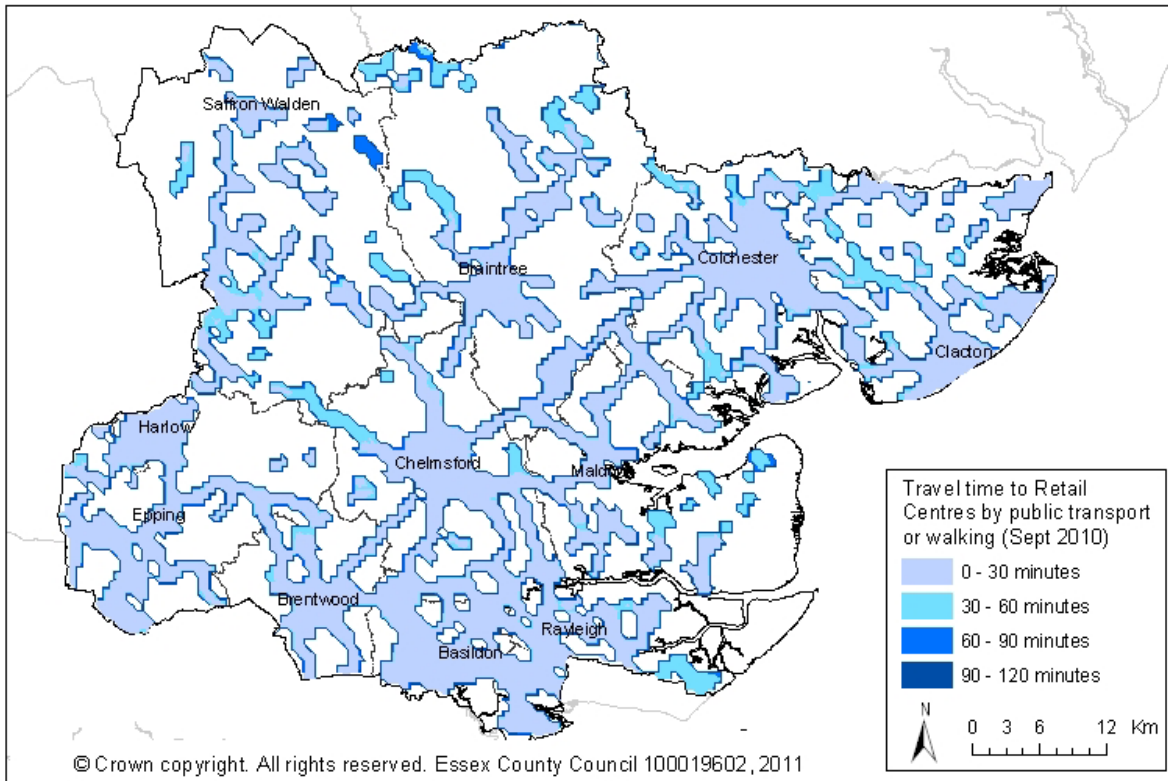 Saffron Walden
Braintree
Colchester
Clacton
Harlow
Chelmsford
Maldon
Epping
Brentwood
Rayleigh
Basildon
Travel time to Retail
Centres by public transport
or walking (Sept 2010)
0 - 30 minutes
30 - 60 minutes
60 - 90 minutes
90 - 120 minutes
N
0 3 6 12 Km
© Crown copyright. All rights reserved. Essex County Council 100019602, 2011